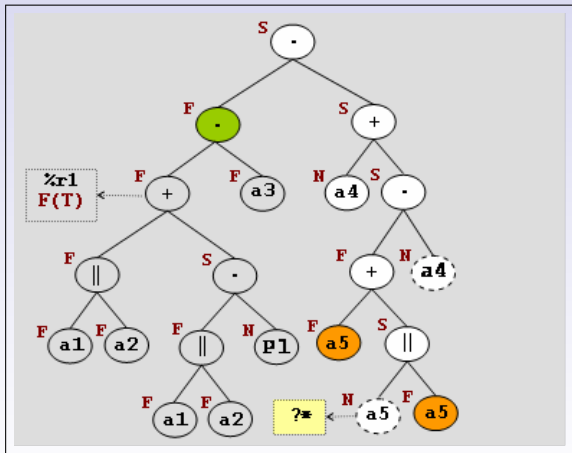 S -
F - S +
%r1 F + F a3 N a4 S -
F(T)
F || S - F + N a4
F a1 F a2 F || N P1 F a5 S ||
F a1 F a2 ?* N a5 F a5